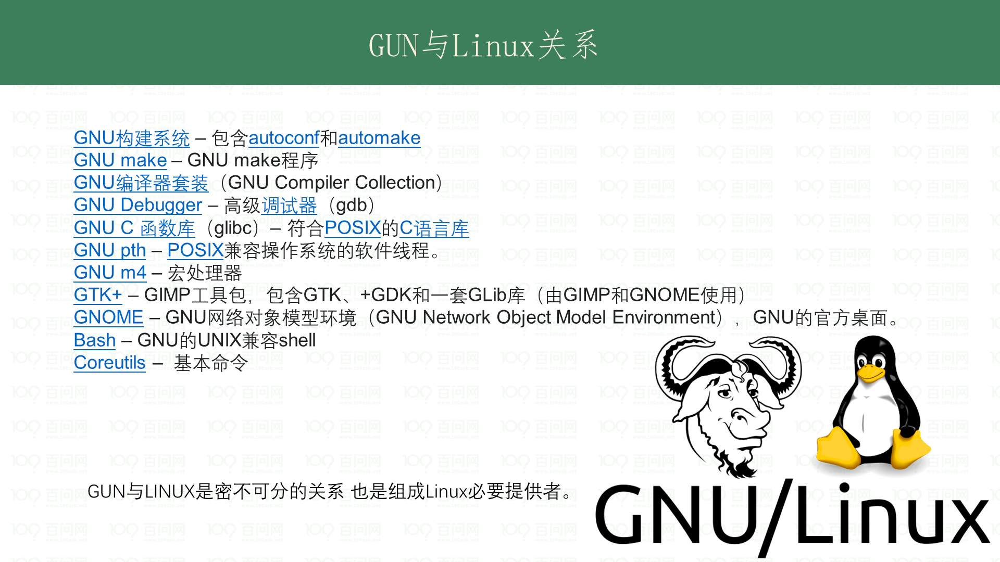 GUN与Linux关系
GNU构建系统 – 包含autoconf和automake
GNU make – GNU make程序
GNU编译器套装（GNU Compiler Collection）
GNU Debugger – 高级调试器（gdb）
GNU C 函数库（glibc）– 符合POSIX的C语言库
GNU pth – POSIX兼容操作系统的软件线程。
GNU m4 – 宏处理器
GTK+ – GIMP工具包，包含GTK、+GDK和一套GLib库（由GIMP和GNOME使用）
GNOME – GNU网络对象模型环境（GNU Network Object Model Environment），GNU的官方桌面。
Bash – GNU的UNIX兼容shell
Coreutils – 基本命令
GUN与LINUX是密不可分的关系 也是组成Linux必要提供者。
GNU/Linux
百问网
www.100ask.net